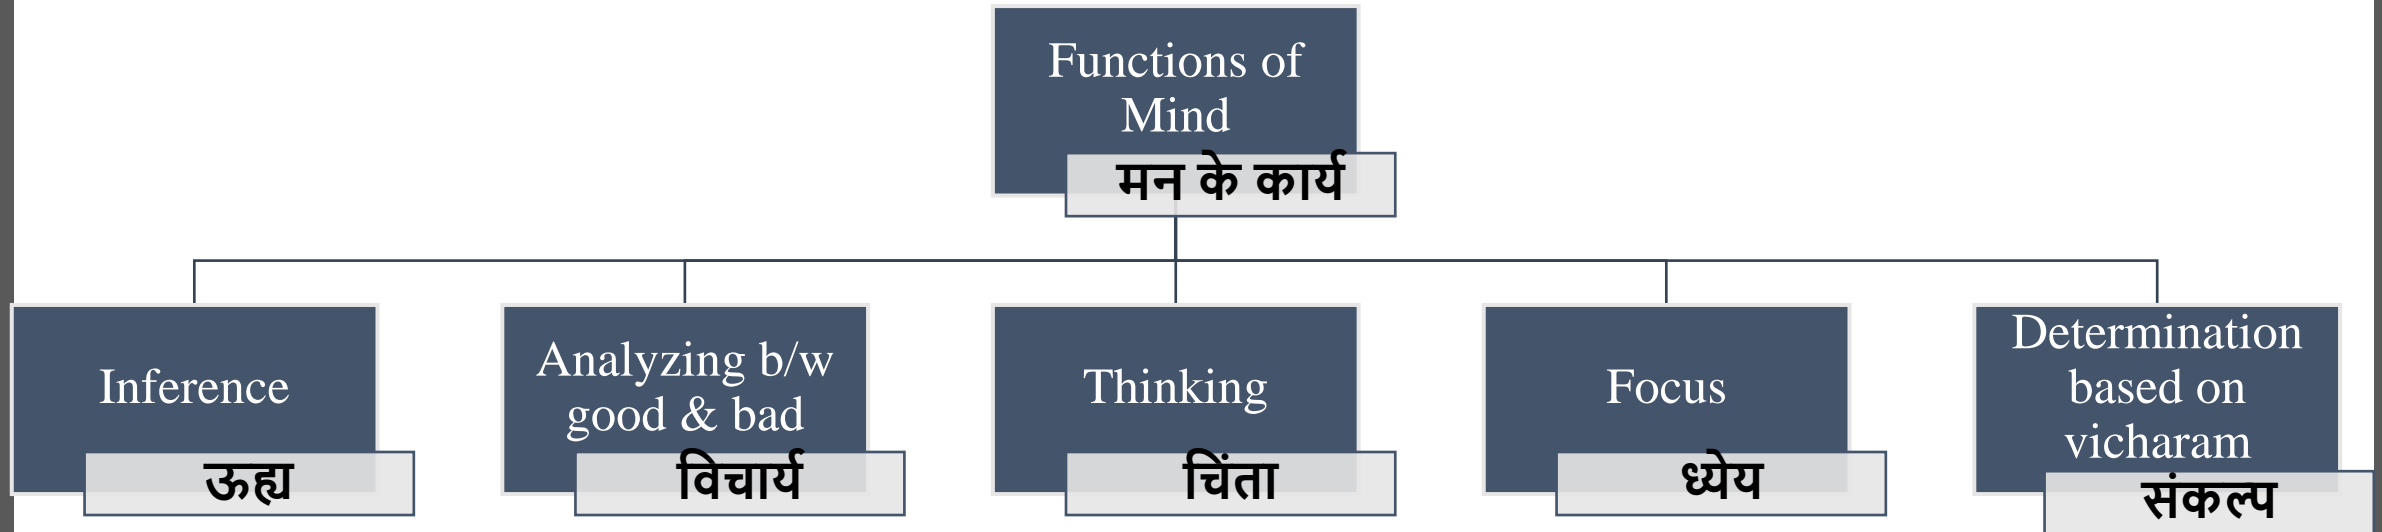 Functions of
Mind
मन के कार्य
Inference
ऊह्य
Analyzing b/w
good & bad
विचार्य
Thinking
चिंता
Focus
ध्येय
Determination
based on
vicharam
संकल्प